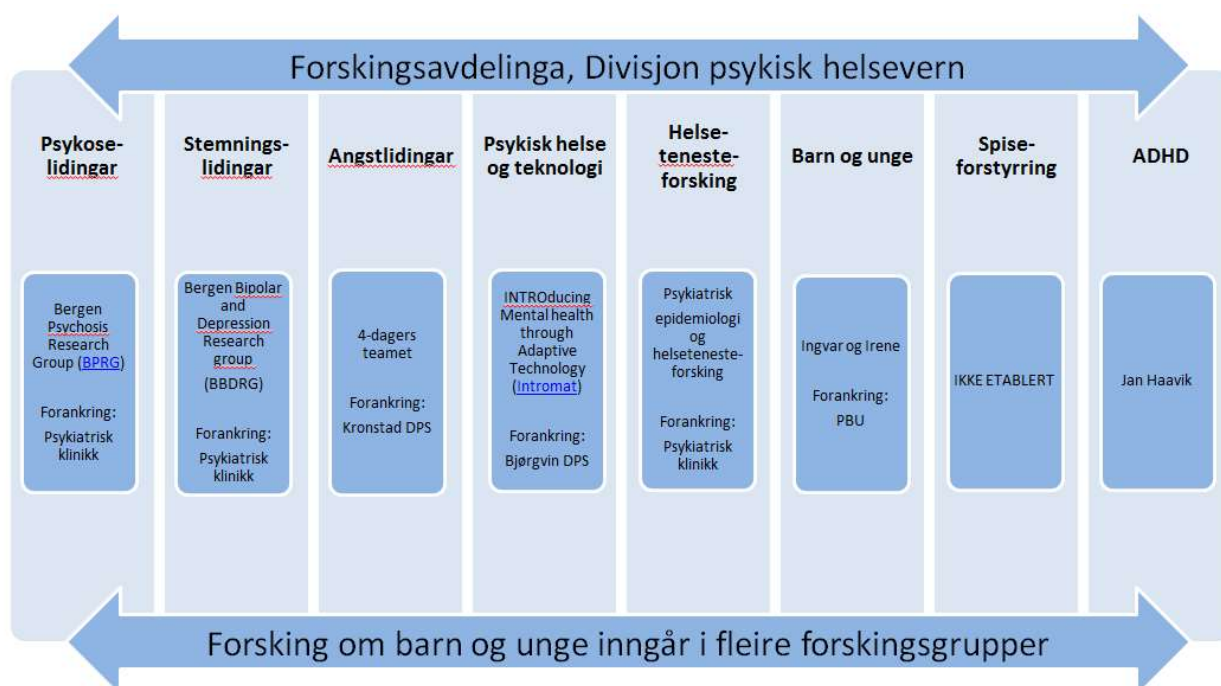 Forskingsavdelinga, Divisjon psykisk helsevern
Psykose-
lidingar
Stemnings-
lidingar
Angstlidingar
Psykisk helse
og teknologi
Helse-
teneste-
forsking
Barn og unge
Spise-
forstyrring
ADHD
Bergen
Psychosis
Research
Group (BPRG)
Forankring:
Psykiatrisk
klinikk
Bergen Bipolar
and
Depression
Research
group
(BBDRG)
Forankring:
Psykiatrisk
klinikk
4-dagers
teamet
Forankring:
Kronstad DPS
INTROducing
Mental health
through
Adaptive
Technology
(Intromat)
Forankring:
Bjørgvin DPS
Psykiatrisk
epidemiologi
og
helseteneste-
forsking
Forankring:
Psykiatrisk
klinikk
Ingvar og Irene
Forankring:
PBU
IKKE ETABLERT
Jan Haavik
Forsking om barn og unge inngår i fleire forskingsgrupper